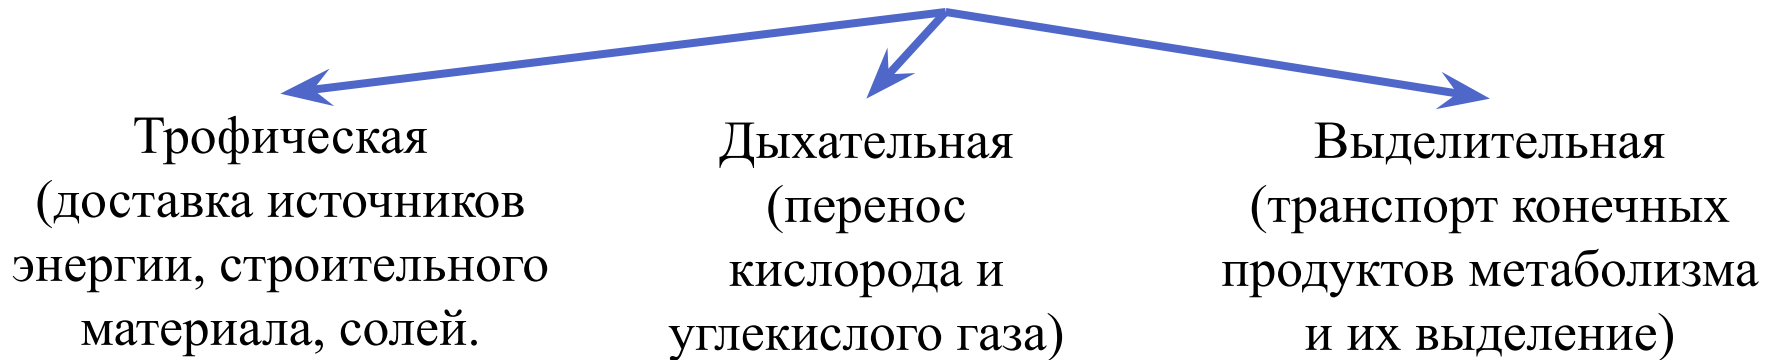 Трофическая
(доставка источников
энергии, строительного
материала, солей.
Дыхательная
(перенос
кислорода и
углекислого газа)
Выделительная
(транспорт конечных
продуктов метаболизма
и их выделение)